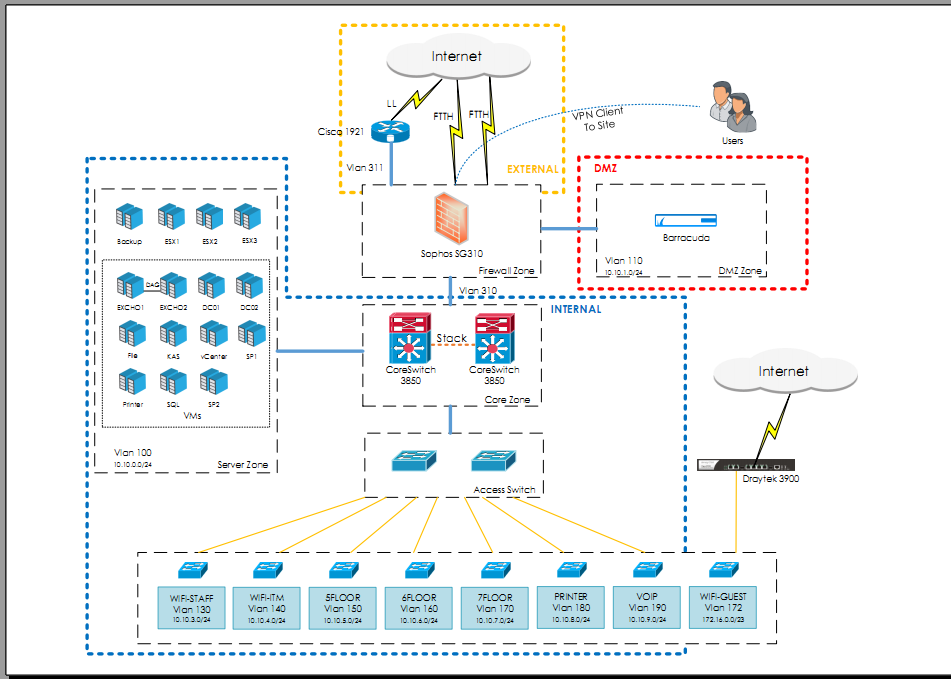 Internet
LL
FTTH
FTTH
Cisco 1921
VPN Client
To Site
Users
Vlan 311
EXTERNAL
DMZ
Backup
ESX1
ESX2
ESX3
Sophos SG310
Firewall Zone
Barracuda
Vlan 110
10.10.1.0/24
DMZ Zone
EXCHO1
DAG
EXCHO2
DC01
DC02
Vlan 310
INTERNAL
File
KAS
vCenter
SP1
Stack
CoreSwitch
3850
CoreSwitch
3850
Core Zone
Internet
Printer
SQL
SP2
VMs
Vlan 100
10.10.0.0/24
Server Zone
Access Switch
Draytek 3900
WIFI-STAFF
Vlan 130
10.10.3.0/24
WIFI-ITM
Vlan 140
10.10.4.0/24
5FLOOR
Vlan 150
10.10.5.0/24
6FLOOR
Vlan 160
10.10.6.0/24
7FLOOR
Vlan 170
10.10.7.0/24
PRINTER
Vlan 180
10.10.8.0/24
VOIP
Vlan 190
10.10.9.0/24
WIFI-GUEST
Vlan 172
172.16.0.0/23